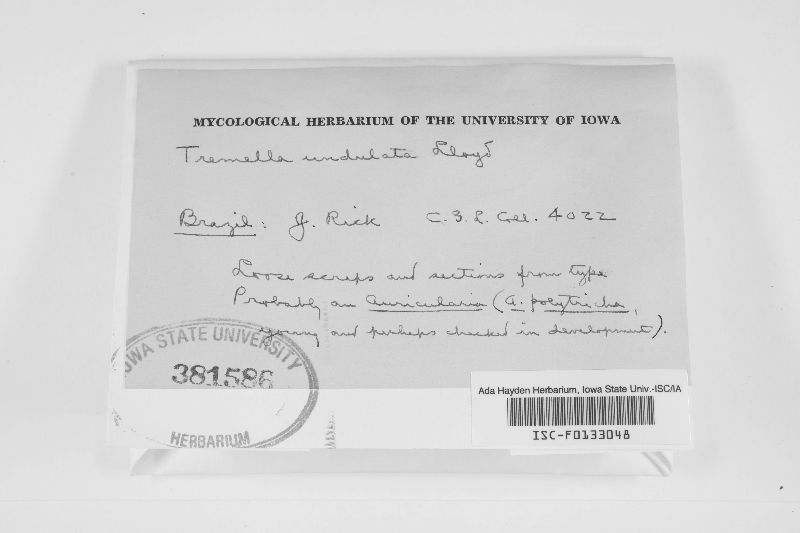 MYCOLOGICAL HERBARIUM OF THE UNIVERSITY OF IOWA
Tremella undulata Lloyd
Brazil: J. Rick C. G. L. Col. 4022
Loose scraps and sections from type
Probably an Auricularia (A. polytricha,
young and perhaps checked in development).
IOWA STATE UNIVERSITY
381586
HERBARIUM
Ada Hayden Herbarium, Iowa State Univ.-ISC/IA
ISC-F0133048